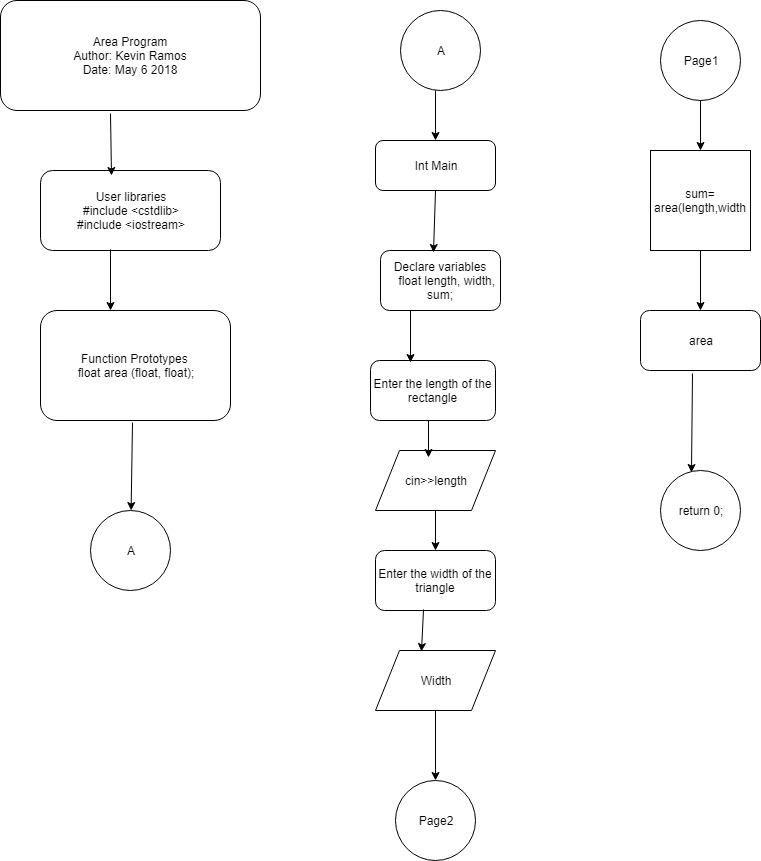 Area Program
Author: Kevin Ramos
Date: May 6 2018
User libraries
#include <cstdlib>
#include <iostream>
Function Prototypes
float area (float, float);
A
A
Int Main
Declare variables
float length, width,
sum;
Enter the length of the
rectangle
cin>>length
Enter the width of the
triangle
Width
Page2
Page1
sum=
area(length,width
area
return 0;